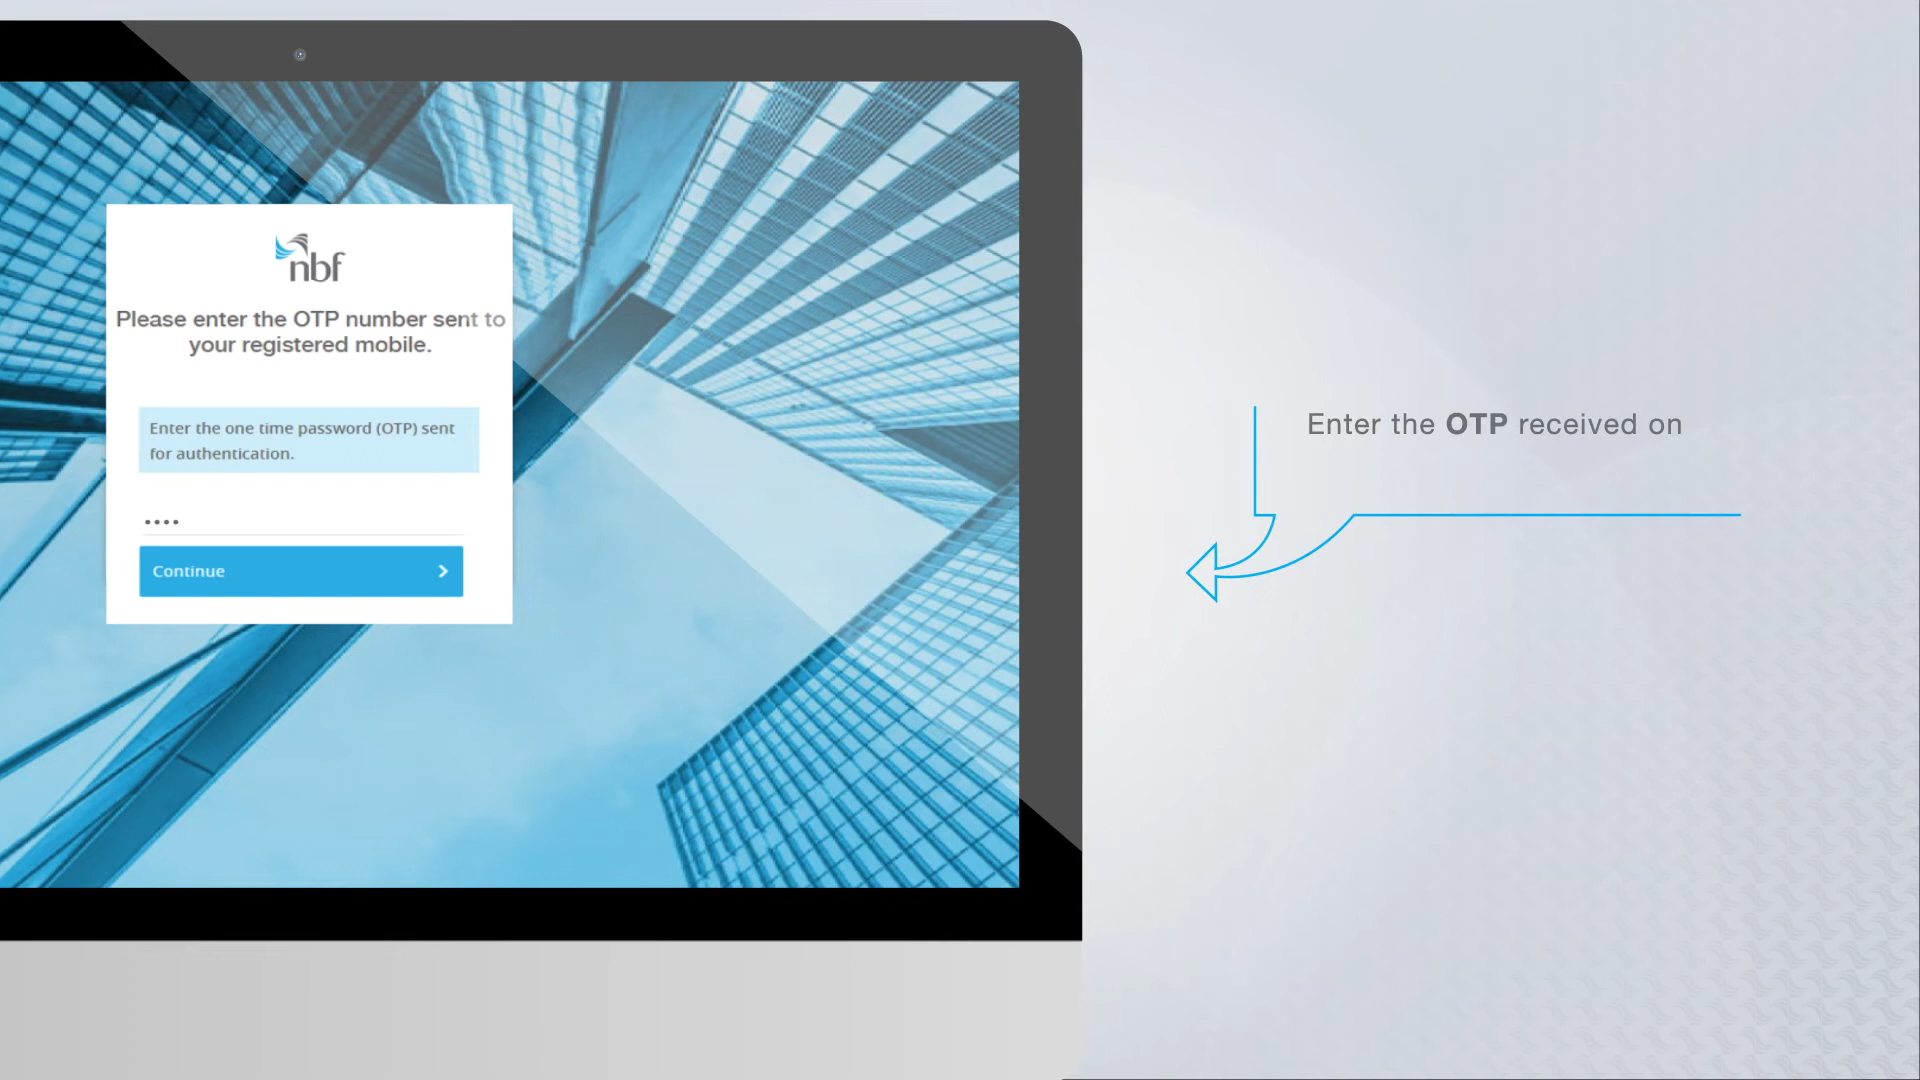 nbf
Please enter the OTP number sent to
your registered mobile.
Enter the one time password (OTP) sent
for authentication.
Continue
Enter the OTP received on